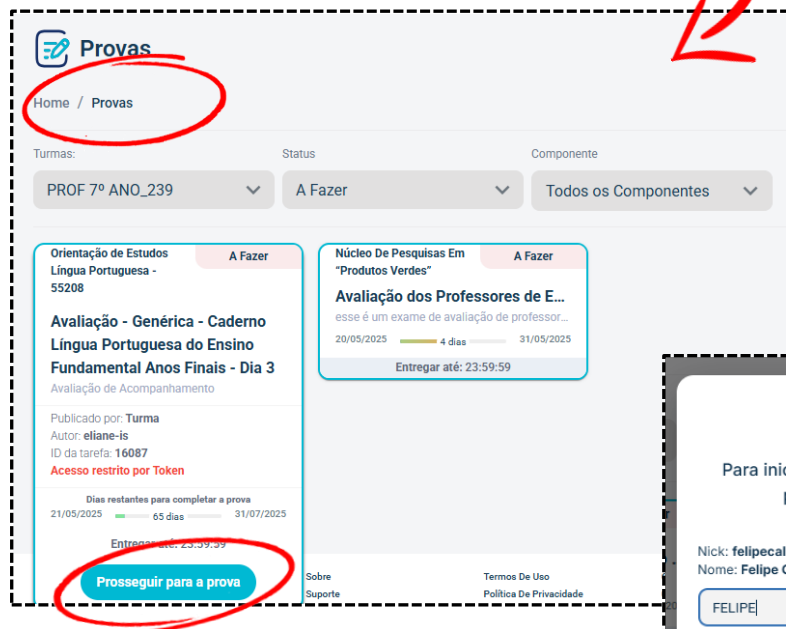 Provas
Home / Provas
Turmas:
Status
Componente
PROF 7º ANO_239
A Fazer
Todos os Componentes
Orientação de Estudos
Língua Portuguesa -
55208
A Fazer
Avaliação - Genérica - Caderno
Língua Portuguesa do Ensino
Fundamental Anos Finais - Dia 3
Avaliação de Acompanhamento
Publicado por: Turma
Autor: eliane-is
ID da tarefa: 16087
Acesso restrito por Token
Dias restantes para completar a prova
21/05/2025 65 dias 31/07/2025
Entregar até: 23:59:59
Prosseguir para a prova
Núcleo De Pesquisas Em
“Produtos Verdes”
A Fazer
Avaliação dos Professores de E...
esse é um exame de avaliação de professor...
20/05/2025 4 dias 31/05/2025
Entregar até: 23:59:59
Sobre
Suporte
Termos De Uso
Política De Privacidade
Para inic
Nick: felipecal
Nome: Felipe
FELIPE